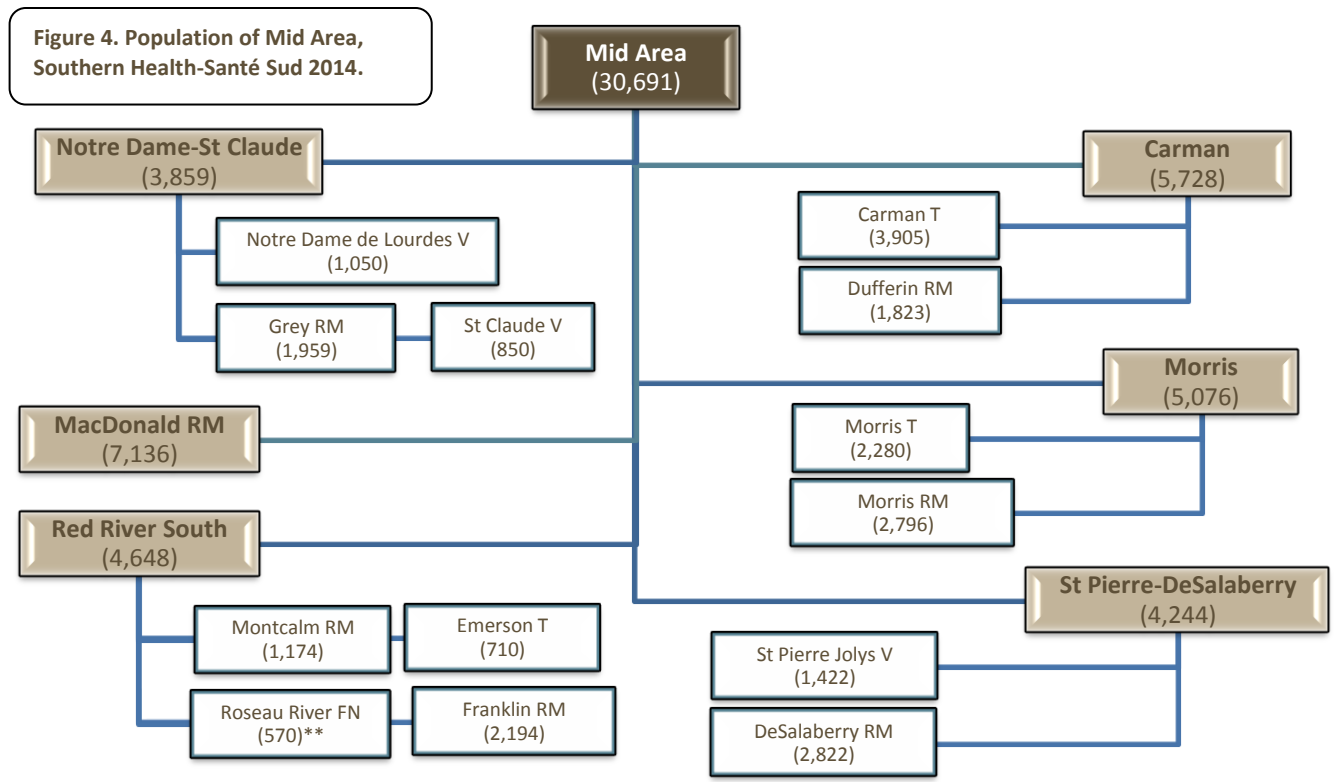 Figure 4. Population of Mid Area,
Southern Health-Santé Sud 2014.
Mid Area
(30,691)
Notre Dame-St Claude
(3,859)
Notre Dame de Lourdes V
(1,050)
Grey RM
(1,959)
St Claude V
(850)
MacDonald RM
(7,136)
Red River South
(4,648)
Montcalm RM
(1,174)
Emerson T
(710)
Roseau River FN
(570)**
Franklin RM
(2,194)
Carman
(5,728)
Carman T
(3,905)
Dufferin RM
(1,823)
Morris
(5,076)
Morris T
(2,280)
Morris RM
(2,796)
St Pierre-DeSalaberry
(4,244)
St Pierre Jolys V
(1,422)
DeSalaberry RM
(2,822)